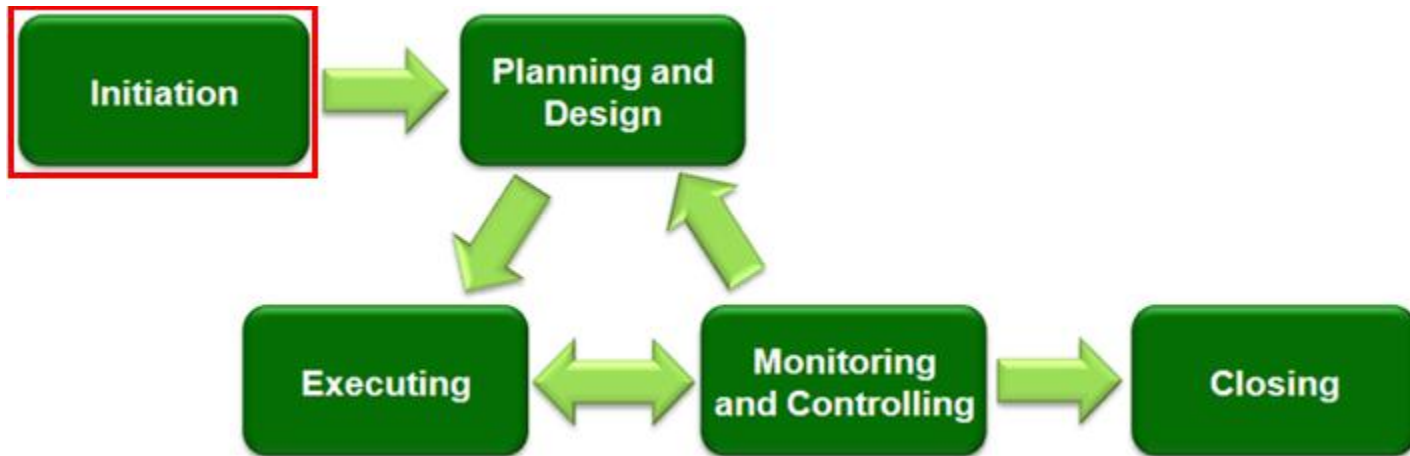 Initiation
Planning and
Design
Executing
Monitoring
and Controlling
Closing